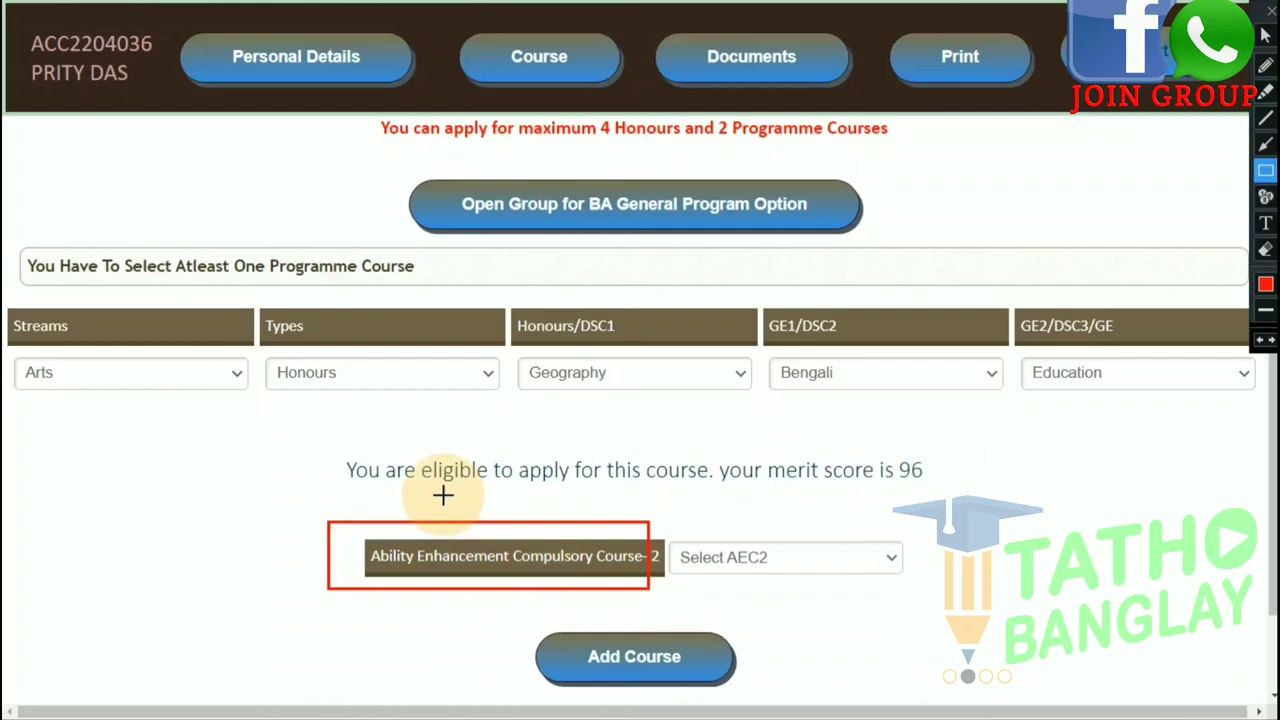 ACC2204036
PRITY DAS
Personal Details
Course
Documents
Print
JOIN GROUP
You can apply for maximum 4 Honours and 2 Programme Courses
Open Group for BA General Program Option
You Have To Select Atleast One Programme Course
Streams Types Honours/DSC1 GE1/DSC2 GE2/DSC3/GE
Arts Honours Geography Bengali Education
You are eligible to apply for this course. your merit score is 96
Ability Enhancement Compulsory Course- 2 Select AEC2
Add Course
TATHO
BANGLAY